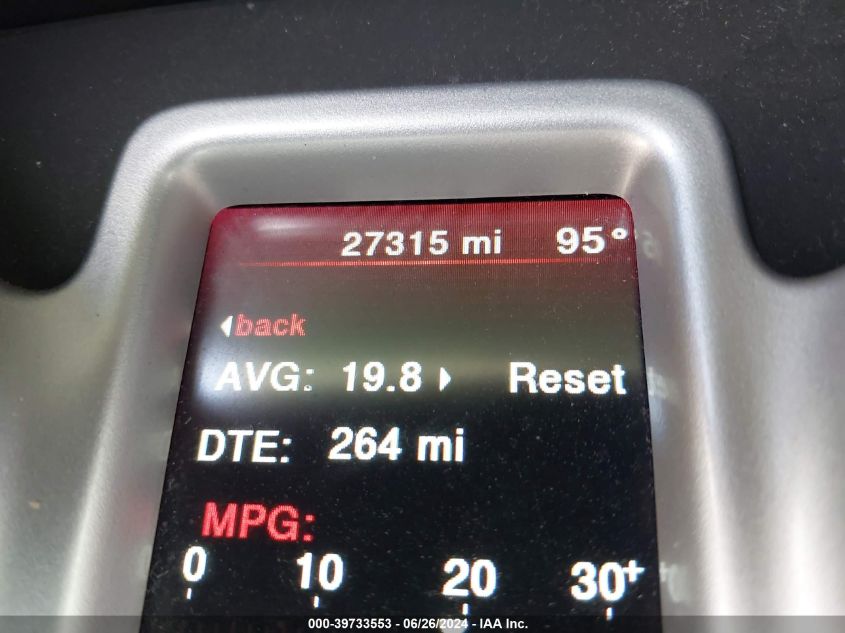 27315 mi 95°
back
AVG: 19.8 Reset
DTE: 264 mi
MPG:
0 10 20 30+
000-39733553 - 06/26/2024 - IAA Inc.